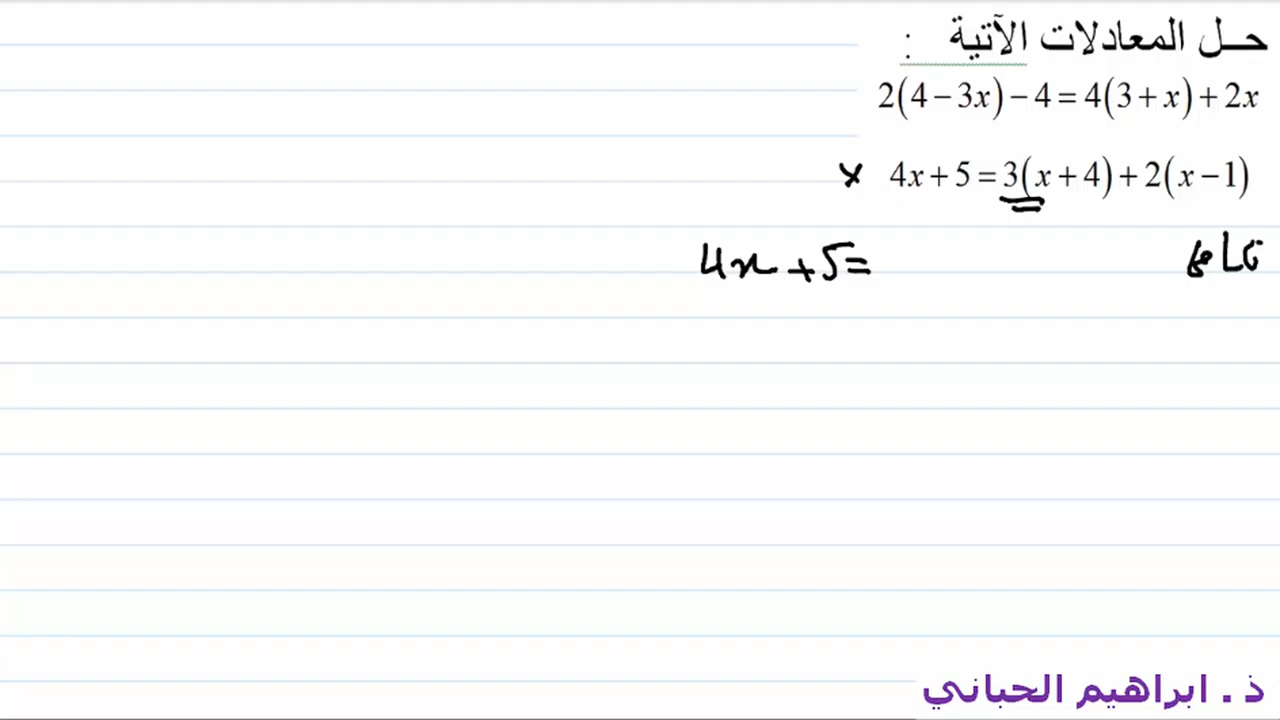 حــل المعادلات الآتية :
2(4−3x)−4=4(3+x)+2x
× 4x+5=3(x+4)+2(x−1)
4x+5=
ذ . ابراهيم الحباني